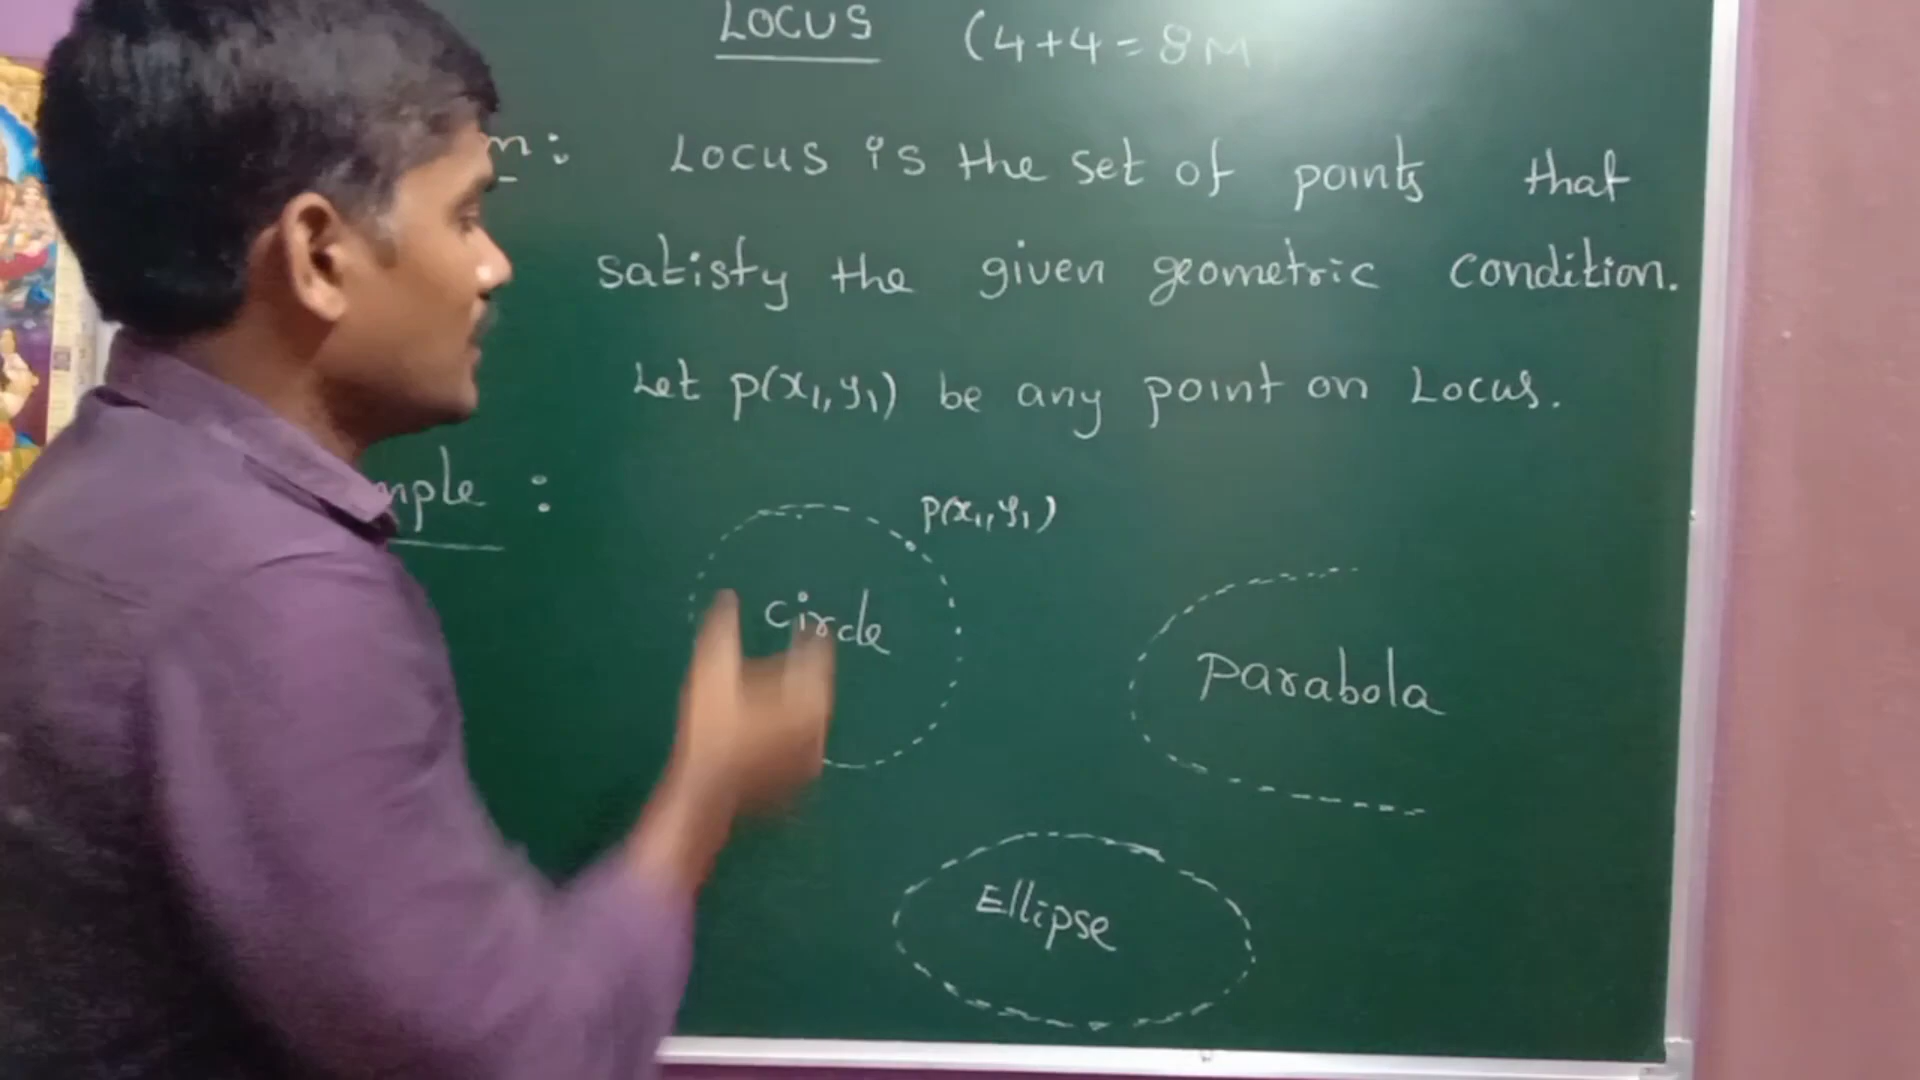 LOCUS (4+4=8M
n: Locus is the set of points that
satisfy the given geometric condition.
Let P(x₁, y₁) be any point on Locus.
mple :
P(x₁, y₁)
circle
Parabola
Ellipse